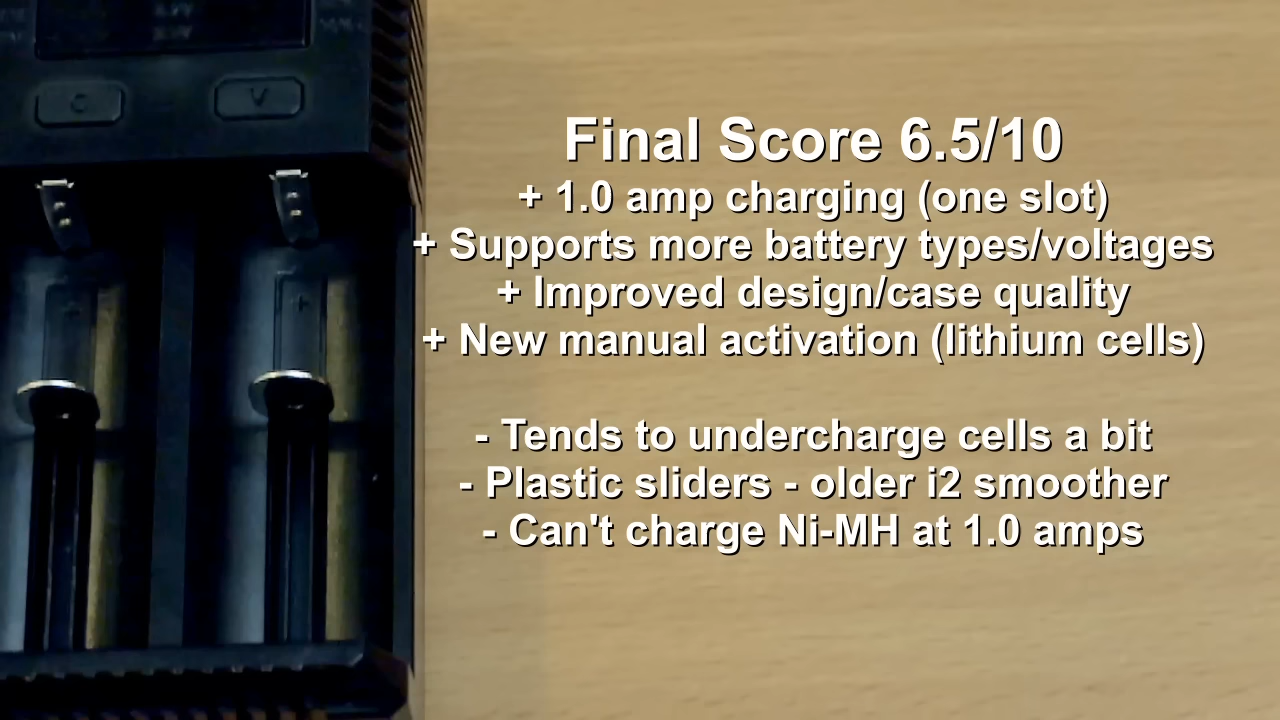 C V
Final Score 6.5/10
+ 1.0 amp charging (one slot)
+ Supports more battery types/voltages
+ Improved design/case quality
+ New manual activation (lithium cells)
- Tends to undercharge cells a bit
- Plastic sliders - older i2 smoother
- Can't charge Ni-MH at 1.0 amps